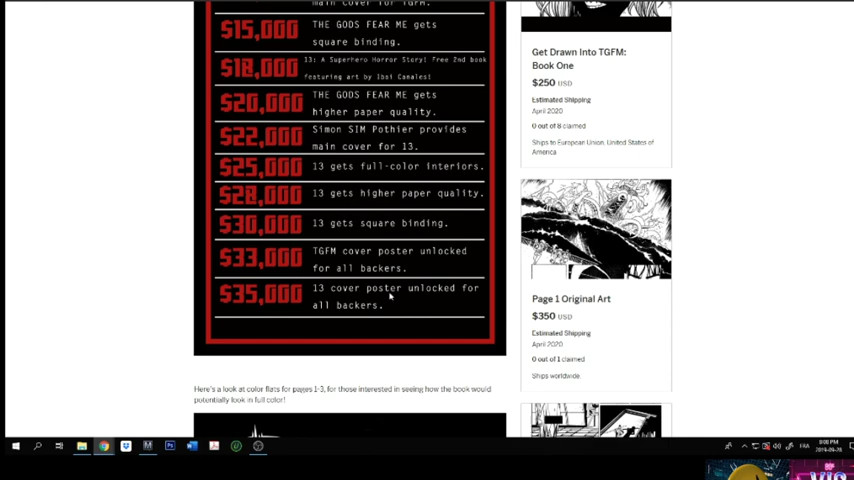 main cover for TGFM.
$15,000 THE GODS FEAR ME gets
square binding.
$18,000 13: A Superhero Horror Story! Free 2nd book
featuring art by Ibai Canales!
$20,000 THE GODS FEAR ME gets
higher paper quality.
$22,000 Simon SIM Pothier provides
main cover for 13.
$25,000 13 gets full-color interiors.
$28,000 13 gets higher paper quality.
$30,000 13 gets square binding.
$33,000 TGFM cover poster unlocked
for all backers.
$35,000 13 cover poster unlocked for
all backers.
Here's a look at color flats for pages 1-3, for those interested in seeing how the book would
potentially look in full color!
Get Drawn Into TGFM:
Book One
$250 USD
Estimated Shipping
April 2020
0 out of 8 claimed
Ships to European Union, United States of
America
Page 1 Original Art
$350 USD
Estimated Shipping
April 2020
0 out of 1 claimed
Ships worldwide.
FRA
8:08 PM
2019-09-28